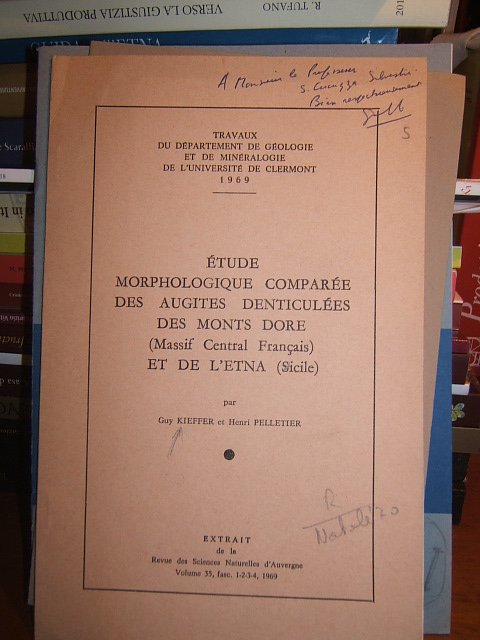 R. TUFANO VERSO LA GIUSTIZIA PRODUTTIVA 201
A Monsieur le Professeur
S. Cucuzza Silvestri
Bien respectueusement
S
TRAVAUX
DU DÉPARTEMENT DE GÉOLOGIE
ET DE MINÉRALOGIE
DE L'UNIVERSITÉ DE CLERMONT
1969
ÉTUDE
MORPHOLOGIQUE COMPARÉE
DES AUGITES DENTICULÉES
DES MONTS DORE
(Massif Central Français)
ET DE L'ETNA (Sicile)
par
Guy KIEFFER et Henri PELLETIER
R
EXTRAIT
de la
Revue des Sciences Naturelles d'Auvergne
Volume 35, fasc. 1-2-3-4, 1969